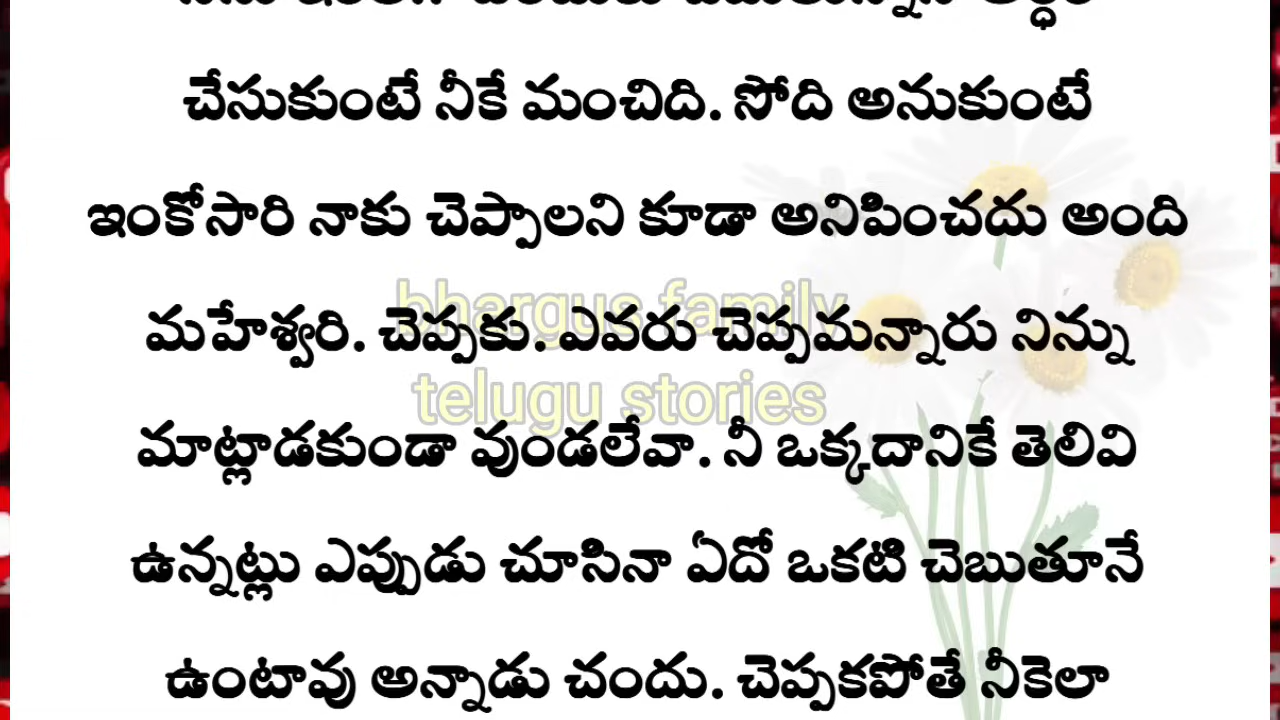 చేసుకుంటే నీకే మంచిది. సోది అనుకుంటే
ఇంకోసారి నాకు చెప్పాలని కూడా అనిపించదు అంది
మహేశ్వరి. చెప్పకు. ఎవరు చెప్పమన్నారు నిన్ను
మాట్లాడకుండా వుండలేవా. నీ ఒక్కదానికే తెలివి
ఉన్నట్లు ఎప్పుడు చూసినా ఏదో ఒకటి చెబుతూనే
ఉంటావు అన్నాడు చందు. చెప్పకపోతే నీకెలా
bhargus family
telugu stories